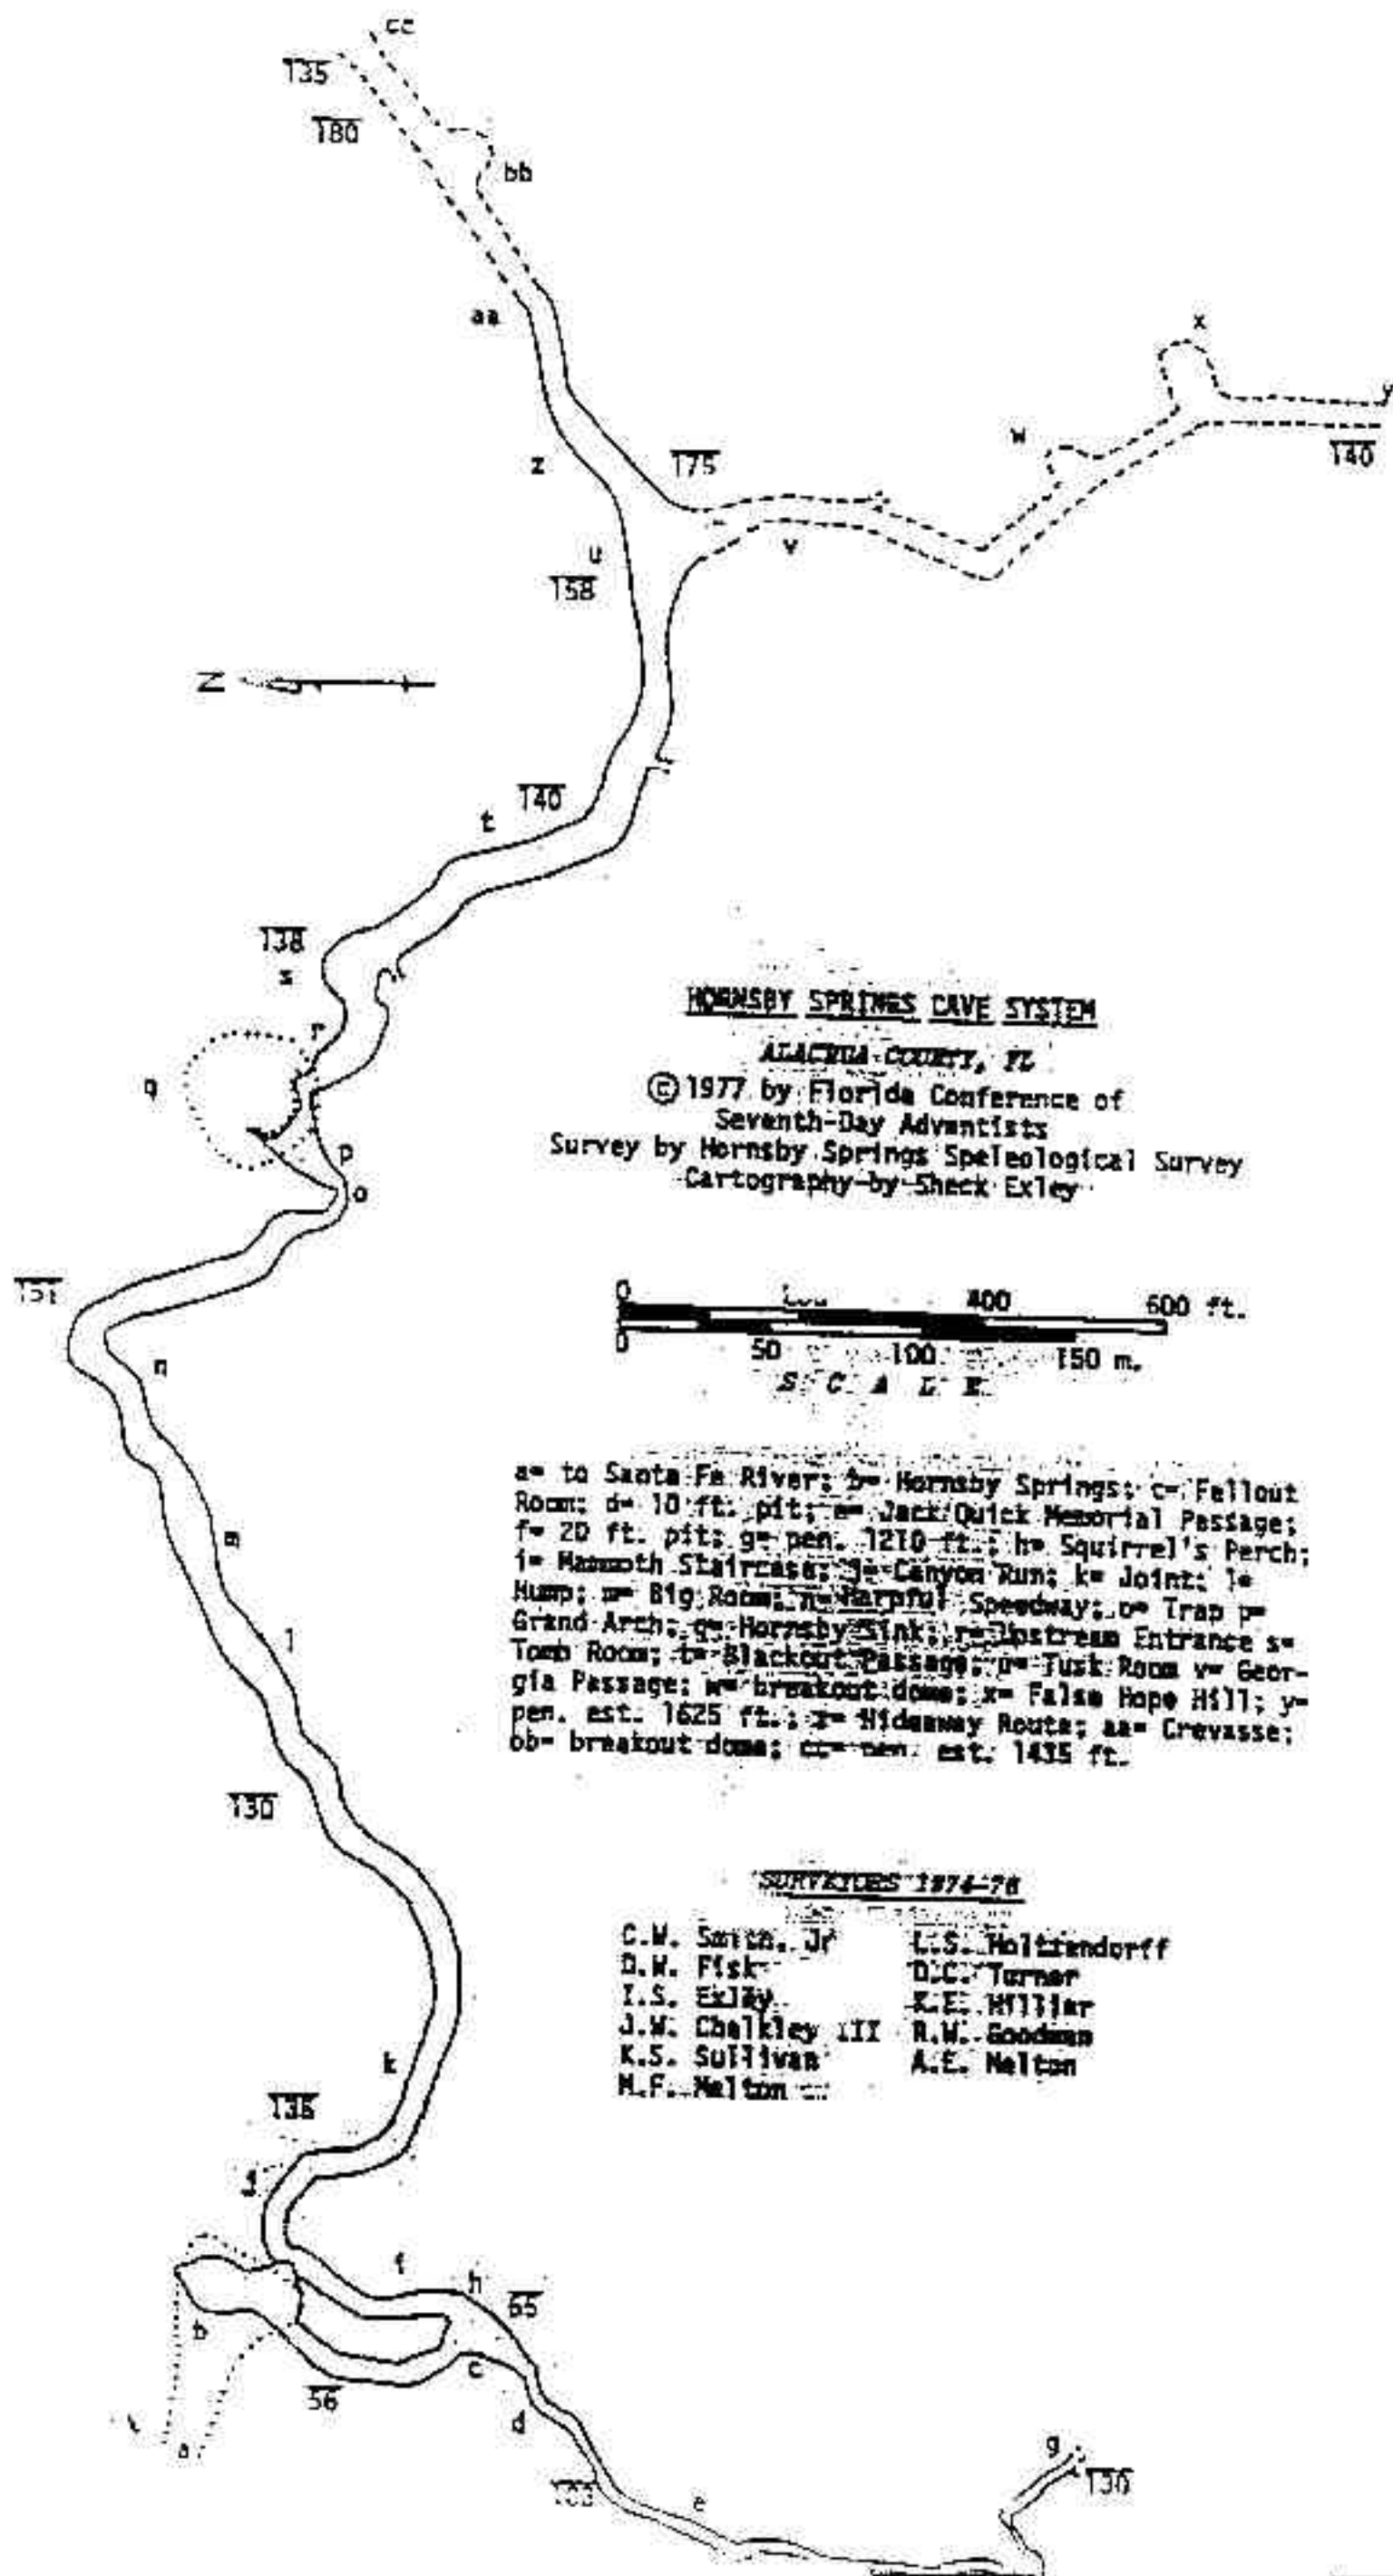 cc
135
180
bb
aa
x
y
w
140
z
175
v
u
158
N
140
t
138
s
r
q
p
o
HORNSBY SPRINGS CAVE SYSTEM
ALACHUA COUNTY, FL
© 1977 by Florida Conference of
Seventh-Day Adventists
Survey by Hornsby Springs Speleological Survey
Cartography by Sheck Exley
151
n
0 400 600 ft.
0 50 100 150 m.
S C A L E
a= to Santa Fe River; b= Hornsby Springs; c= Fallout
Room; d= 10 ft. pit; e= Jack Quick Memorial Passage;
f= 20 ft. pit; g= pen. 1210 ft.; h= Squirrel's Perch;
i= Mammoth Staircase; j= Canyon Run; k= Joint; l=
Hump; m= Big Room; n= Harpful Speedway; o= Trap p=
Grand Arch; q= Hornsby Sink; r= Upstream Entrance s=
Tomb Room; t= Blackout Passage; u= Tusk Room v= Geor-
gia Passage; w= breakout dome; x= False Hope Hill; y=
pen. est. 1625 ft.; z= Hideaway Route; aa= Crevasse;
bb= breakout dome; cc= pen. est. 1435 ft.
m
l
130
SURVEYORS 1974-76
C.W. Smith, Jr L.S. Holtzendorff
D.W. Fisk D.C. Turner
I.S. Exley K.E. Hillier
J.W. Chalkley III R.W. Goodman
K.S. Sullivan A.E. Melton
M.F. Melton
k
136
j
i
h
65
b
c
56
d
a
g
130
e